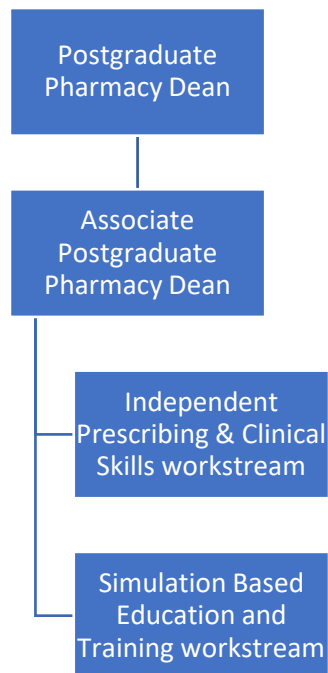 Postgraduate
Pharmacy Dean
Associate
Postgraduate
Pharmacy Dean
Independent
Prescribing & Clinical
Skills workstream
Simulation Based
Education and
Training workstream